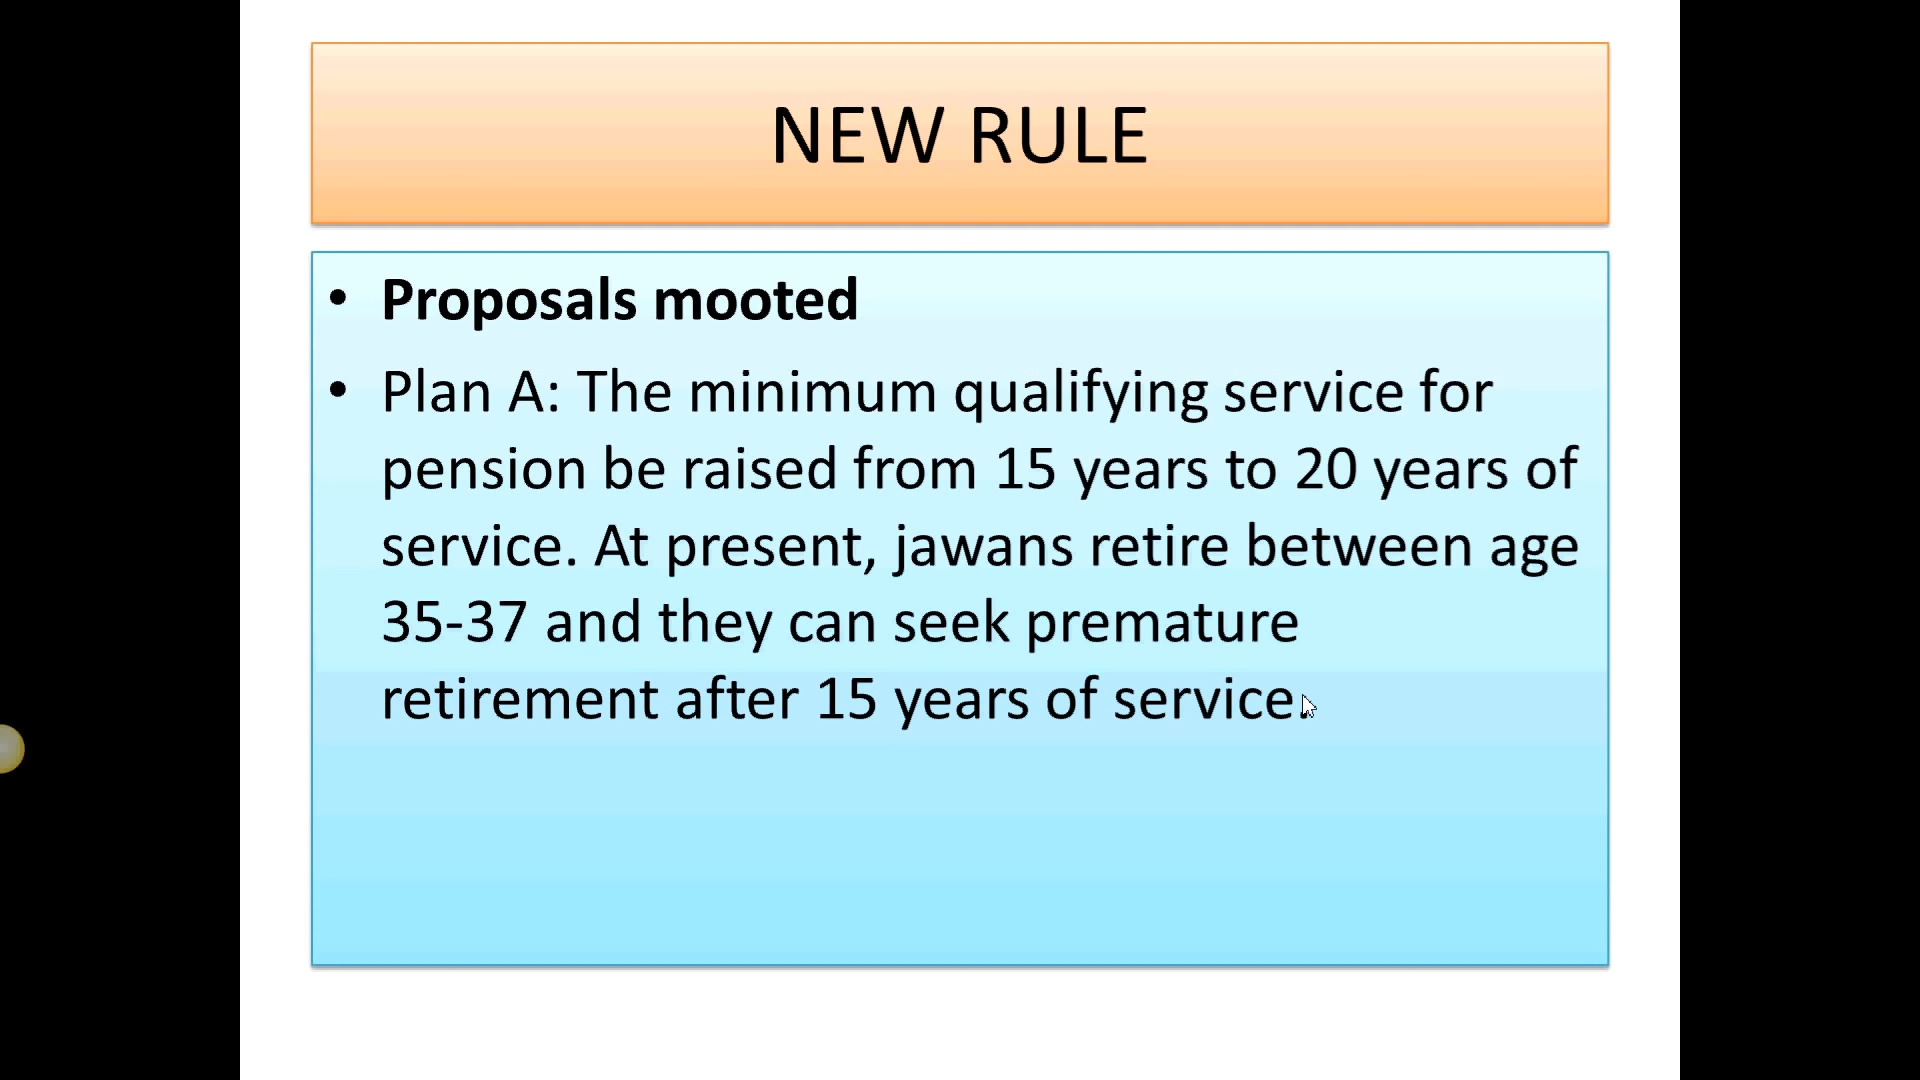 NEW RULE
• Proposals mooted
• Plan A: The minimum qualifying service for
pension be raised from 15 years to 20 years of
service. At present, jawans retire between age
35-37 and they can seek premature
retirement after 15 years of service.